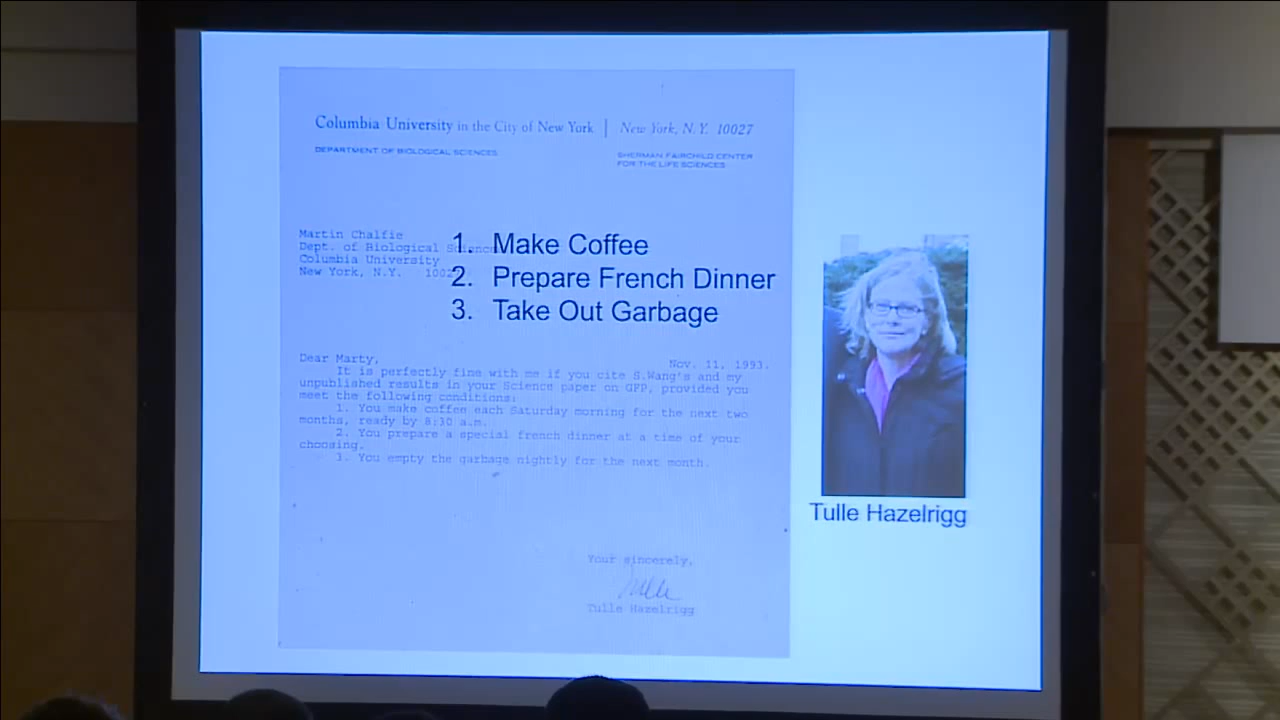 Columbia University in the City of New York | New York, N.Y. 10027
DEPARTMENT OF BIOLOGICAL SCIENCES
SHERMAN FAIRCHILD CENTER
FOR THE LIFE SCIENCES
Martin Chalfie
Dept. of Biological
Columbia University
New York, N.Y.
1. Make Coffee
2. Prepare French Dinner
3. Take Out Garbage
Dear Marty,
Nov. 11, 1993.
It is perfectly fine with me if you cite S.Wang's and my
unpublished results in your Science paper on GFP, provided you
meet the following conditions:
1. You make coffee each Saturday morning for the next two
months, ready by 8:30 a.m.
2. You prepare a special french dinner at a time of your
choosing.
3. You empty the garbage nightly for the next month.
Your sincerely,
Tulle
Tulle Hazelrigg
Tulle Hazelrigg